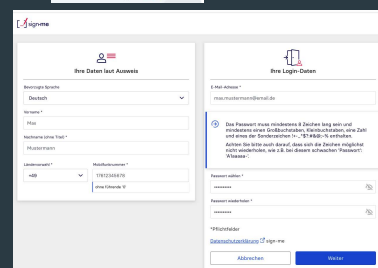 sign-me
Ihre Daten laut Ausweis
Bevorzugte Sprache
Deutsch
Vorname *
Max
Nachname (ohne Titel) *
Mustermann
Ländervorwahl *
Mobilfunknummer *
+49
17612345678
ohne führende '0'
Ihre Login-Daten
E-Mail-Adresse *
max.mustermann@email.de
Das Passwort muss mindestens 8 Zeichen lang sein und
mindestens einen Großbuchstaben, Kleinbuchstaben, eine Zahl
und eines der Sonderzeichen
enthalten.
Achten Sie bitte auch darauf, dass sich die Zeichen möglichst
nicht wiederholen, wie z.B. bei diesem schwachen 'Passwort':
'A1aaaaa-'.
Passwort wählen *
Passwort wiederholen *
*Pflichtfelder
Datenschutzerklärung sign-me
Abbrechen
Weiter